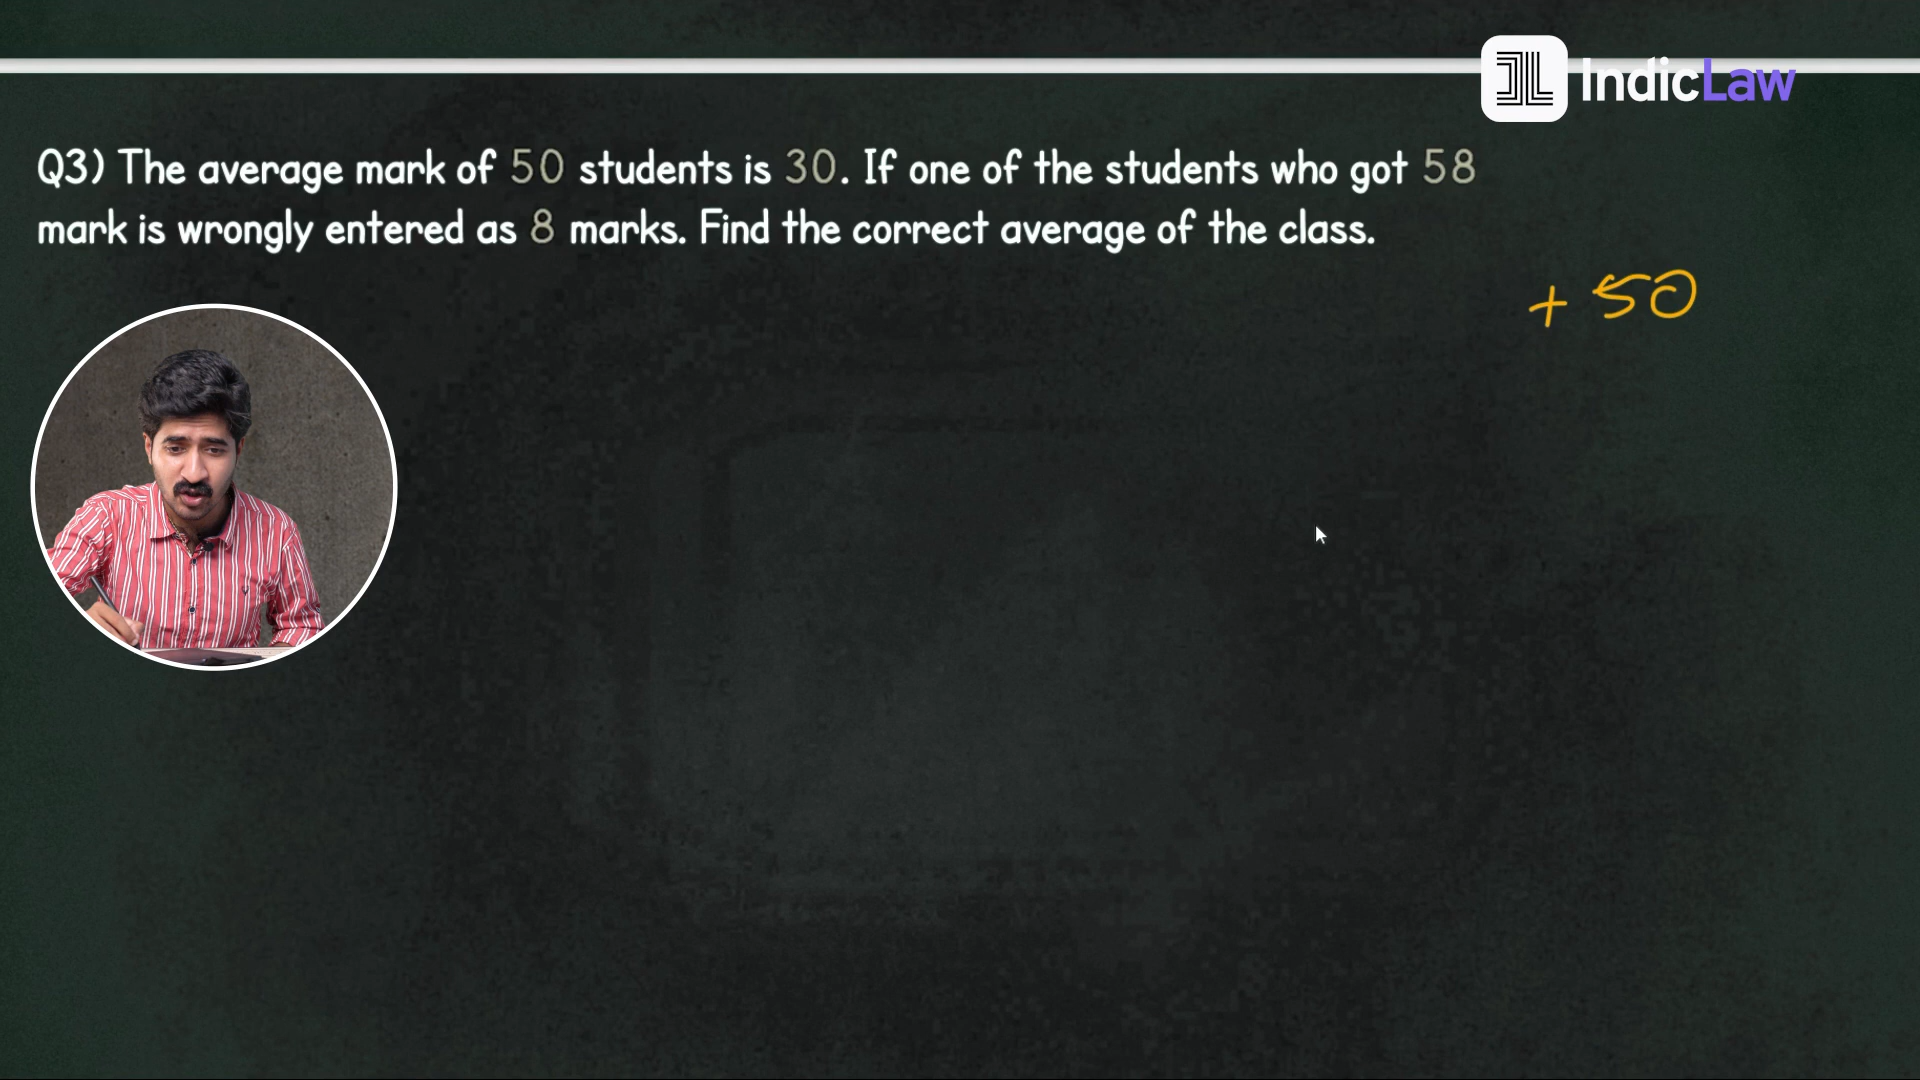 IndicLaw
Q3) The average mark of 50 students is 30. If one of the students who got 58
mark is wrongly entered as 8 marks. Find the correct average of the class.
+ 50